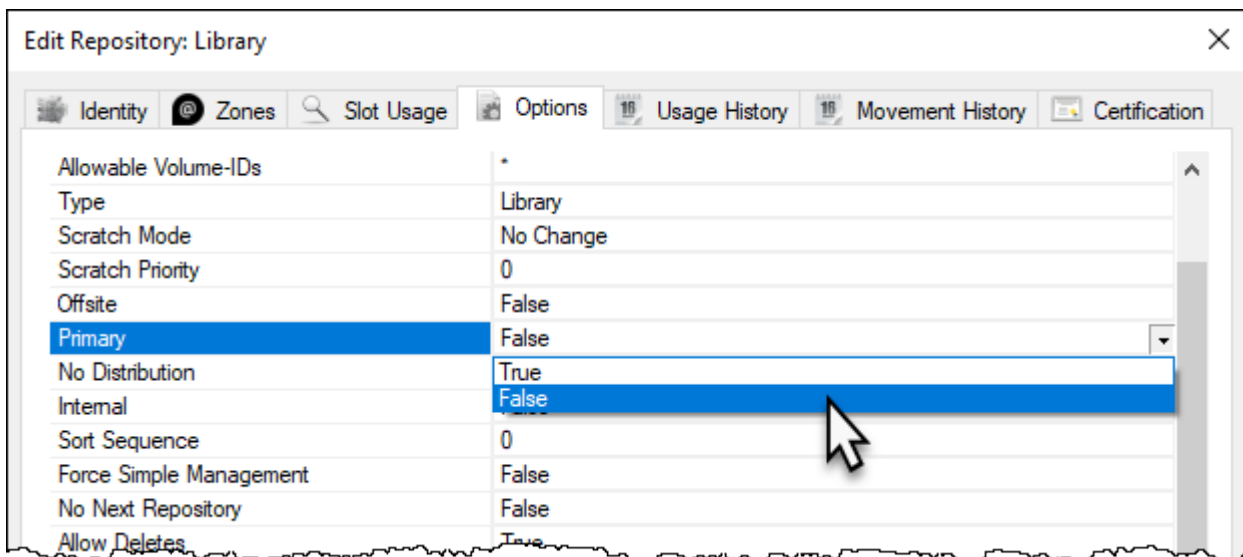 Edit Repository: Library
Identity Zones Slot Usage Options Usage History Movement History Certification
Allowable Volume-IDs *
Type Library
Scratch Mode No Change
Scratch Priority 0
Offsite False
Primary False
No Distribution True
False
Internal
Sort Sequence 0
Force Simple Management False
No Next Repository False
Allow Deletes True